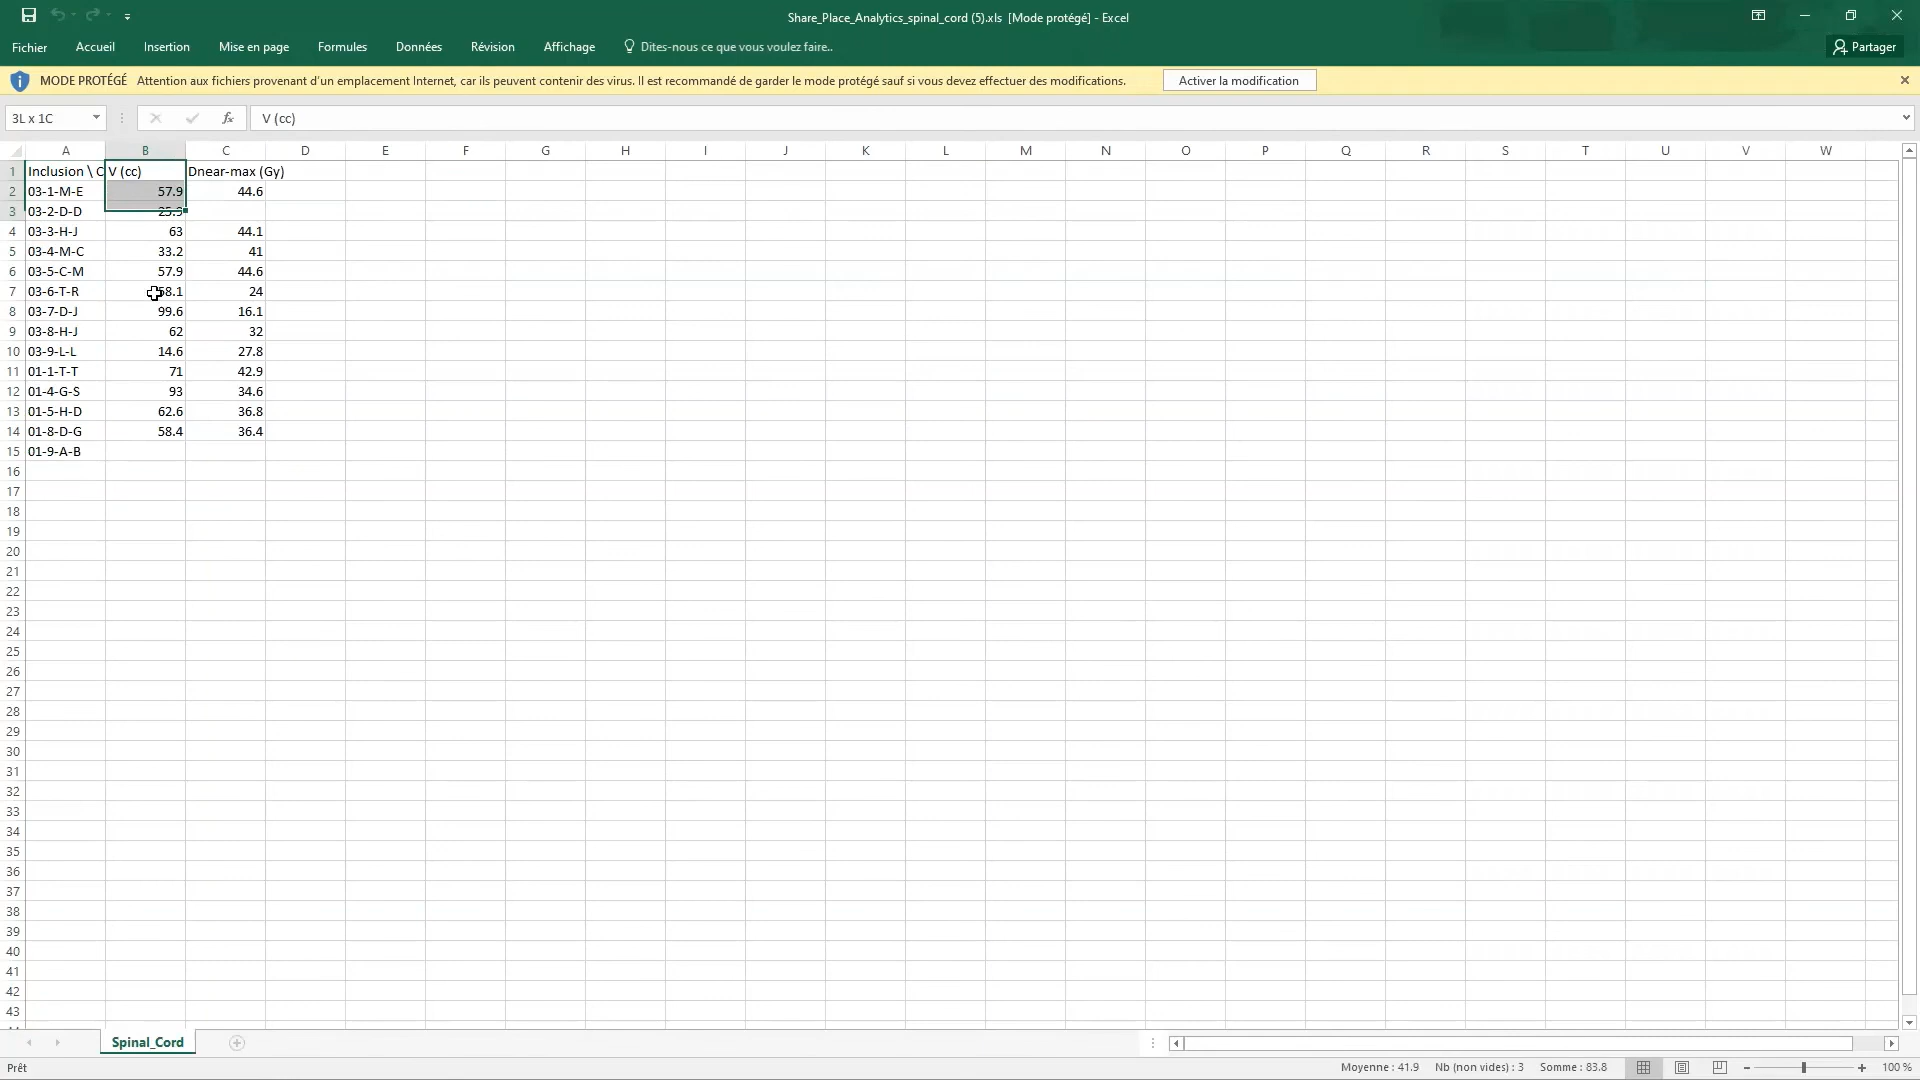 Share_Place_Analytics_spinal_cord (5).xls [Mode protégé] - Excel
Fichier Accueil Insertion Mise en page Formules Données Révision Affichage Dites-nous ce que vous voulez faire.. Partager
MODE PROTÉGÉ Attention aux fichiers provenant d'un emplacement Internet, car ils peuvent contenir des virus. Il est recommandé de garder le mode protégé sauf si vous devez effectuer des modifications. Activer la modification
3L x 1C fx V (cc)
A B C D E F G H I J K L M N O P Q R S T U V W
1 Inclusion \ C V (cc) Dnear-max (Gy)
2 03-1-M-E 57.9 44.6
3 03-2-D-D 25.9
4 03-3-H-J 63 44.1
5 03-4-M-C 33.2 41
6 03-5-C-M 57.9 44.6
7 03-6-T-R 58.1 24
8 03-7-D-J 99.6 16.1
9 03-8-H-J 62 32
10 03-9-L-L 14.6 27.8
11 01-1-T-T 71 42.9
12 01-4-G-S 93 34.6
13 01-5-H-D 62.6 36.8
14 01-8-D-G 58.4 36.4
15 01-9-A-B
16
17
18
19
20
21
22
23
24
25
26
27
28
29
30
31
32
33
34
35
36
37
38
39
40
41
42
43
Spinal_Cord
Prêt Moyenne : 41.9 Nb (non vides) : 3 Somme : 83.8 100 %